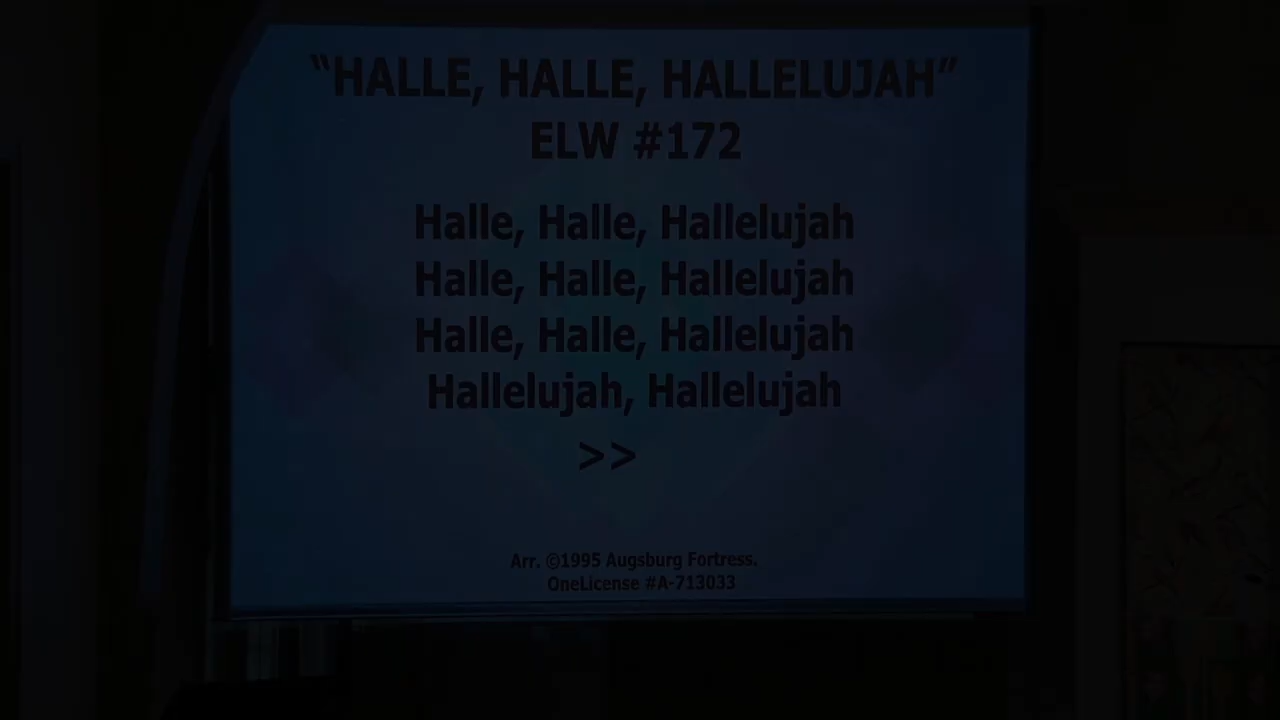 “HALLE, HALLE, HALLELUJAH”
ELW #172
Halle, Halle, Hallelujah
Halle, Halle, Hallelujah
Halle, Halle, Hallelujah
Hallelujah, Hallelujah
>>
Arr. ©1995 Augsburg Fortress.
OneLicense #A-713033